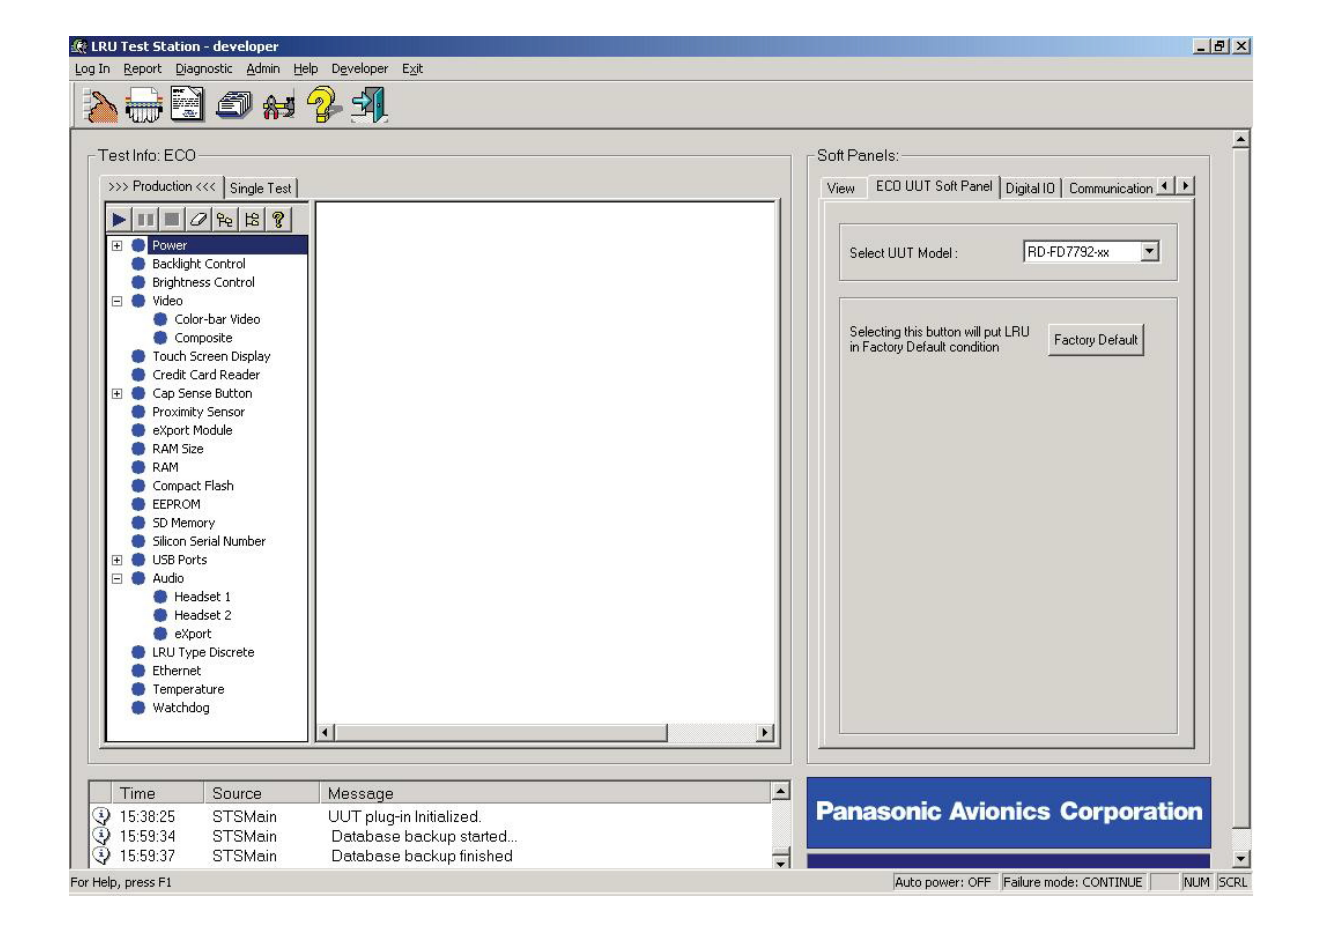 LRU Test Station - developer
Log In Report Diagnostic Admin Help Developer Exit
Test Info: ECO
>>> Production <<< Single Test
Power
Backlight Control
Brightness Control
Video
Color-bar Video
Composite
Touch Screen Display
Credit Card Reader
Cap Sense Button
Proximity Sensor
eXport Module
RAM Size
RAM
Compact Flash
EEPROM
SD Memory
Silicon Serial Number
USB Ports
Audio
Headset 1
Headset 2
eXport
LRU Type Discrete
Ethernet
Temperature
Watchdog
Soft Panels:
View ECO UUT Soft Panel Digital IO Communication
Select UUT Model : RD-FD7792-xx
Selecting this button will put LRU
in Factory Default condition
Factory Default
Time Source Message
15:38:25 STSMain UUT plug-in Initialized.
15:59:34 STSMain Database backup started...
15:59:37 STSMain Database backup finished
Panasonic Avionics Corporation
For Help, press F1
Auto power: OFF Failure mode: CONTINUE NUM SCRL